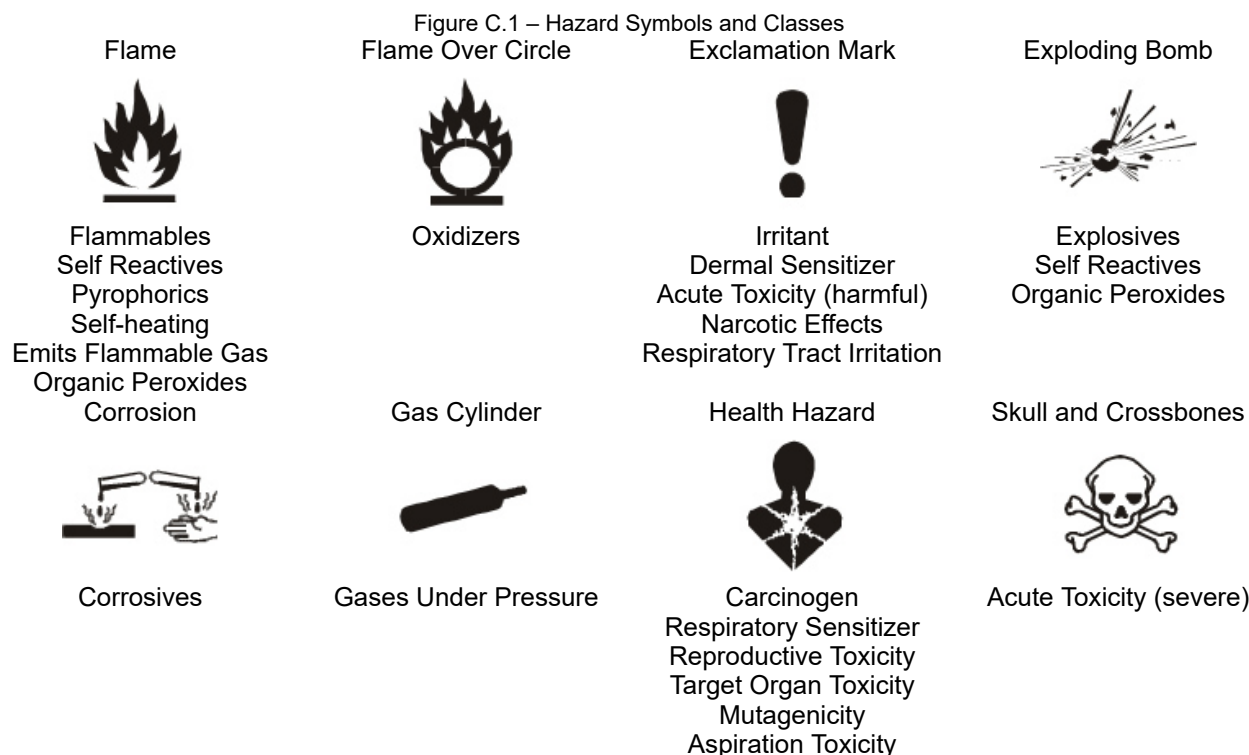 Figure C.1 – Hazard Symbols and Classes
Flame
Flame Over Circle
Exclamation Mark
Exploding Bomb
Flammables
Self Reactives
Pyrophorics
Self-heating
Emits Flammable Gas
Organic Peroxides
Oxidizers
Irritant
Dermal Sensitizer
Acute Toxicity (harmful)
Narcotic Effects
Respiratory Tract Irritation
Explosives
Self Reactives
Organic Peroxides
Corrosion
Gas Cylinder
Health Hazard
Skull and Crossbones
Corrosives
Gases Under Pressure
Carcinogen
Respiratory Sensitizer
Reproductive Toxicity
Target Organ Toxicity
Mutagenicity
Aspiration Toxicity
Acute Toxicity (severe)